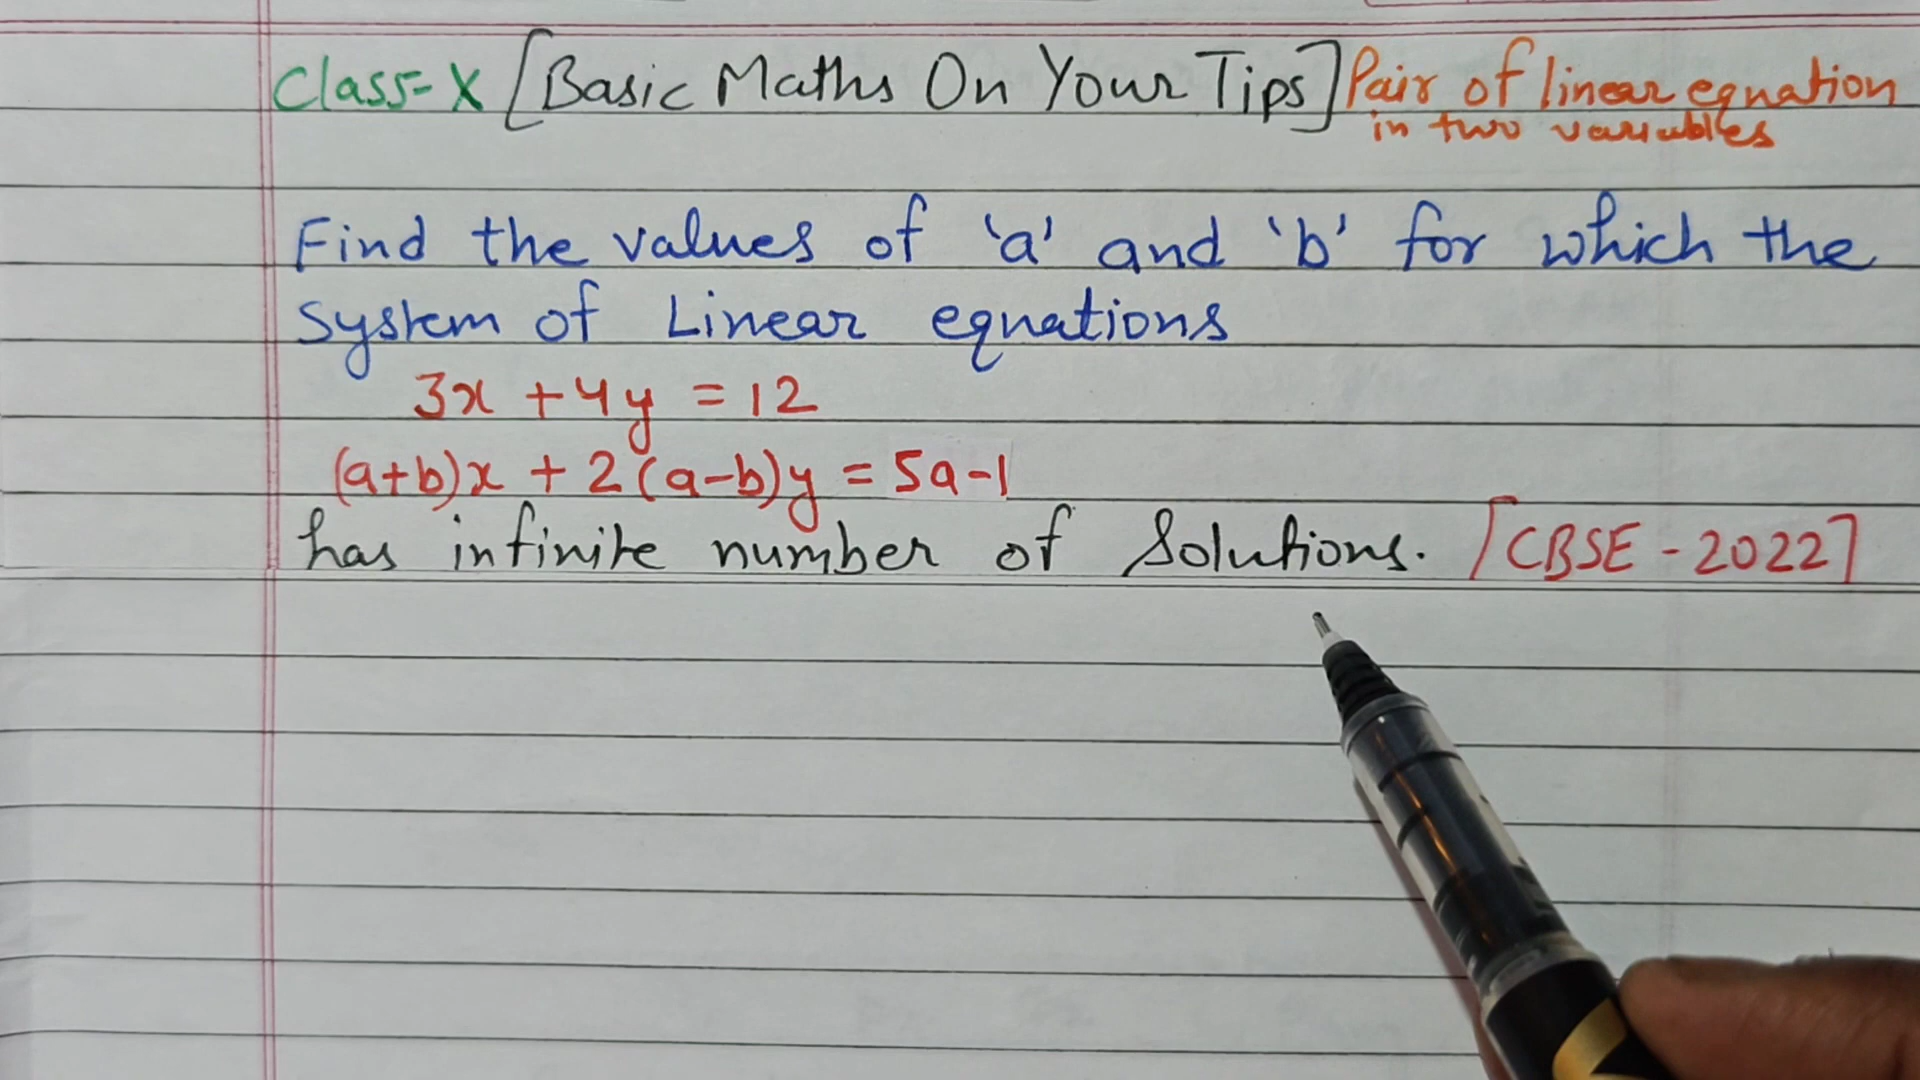 Class-X [Basic Maths On Your Tips] Pair of linear equation
in two variables
Find the values of 'a' and 'b' for which the
System of Linear equations
3x + 4y = 12
(a+b)x + 2(a-b)y = 5a-1
has infinite number of Solutions. [CBSE - 2022]